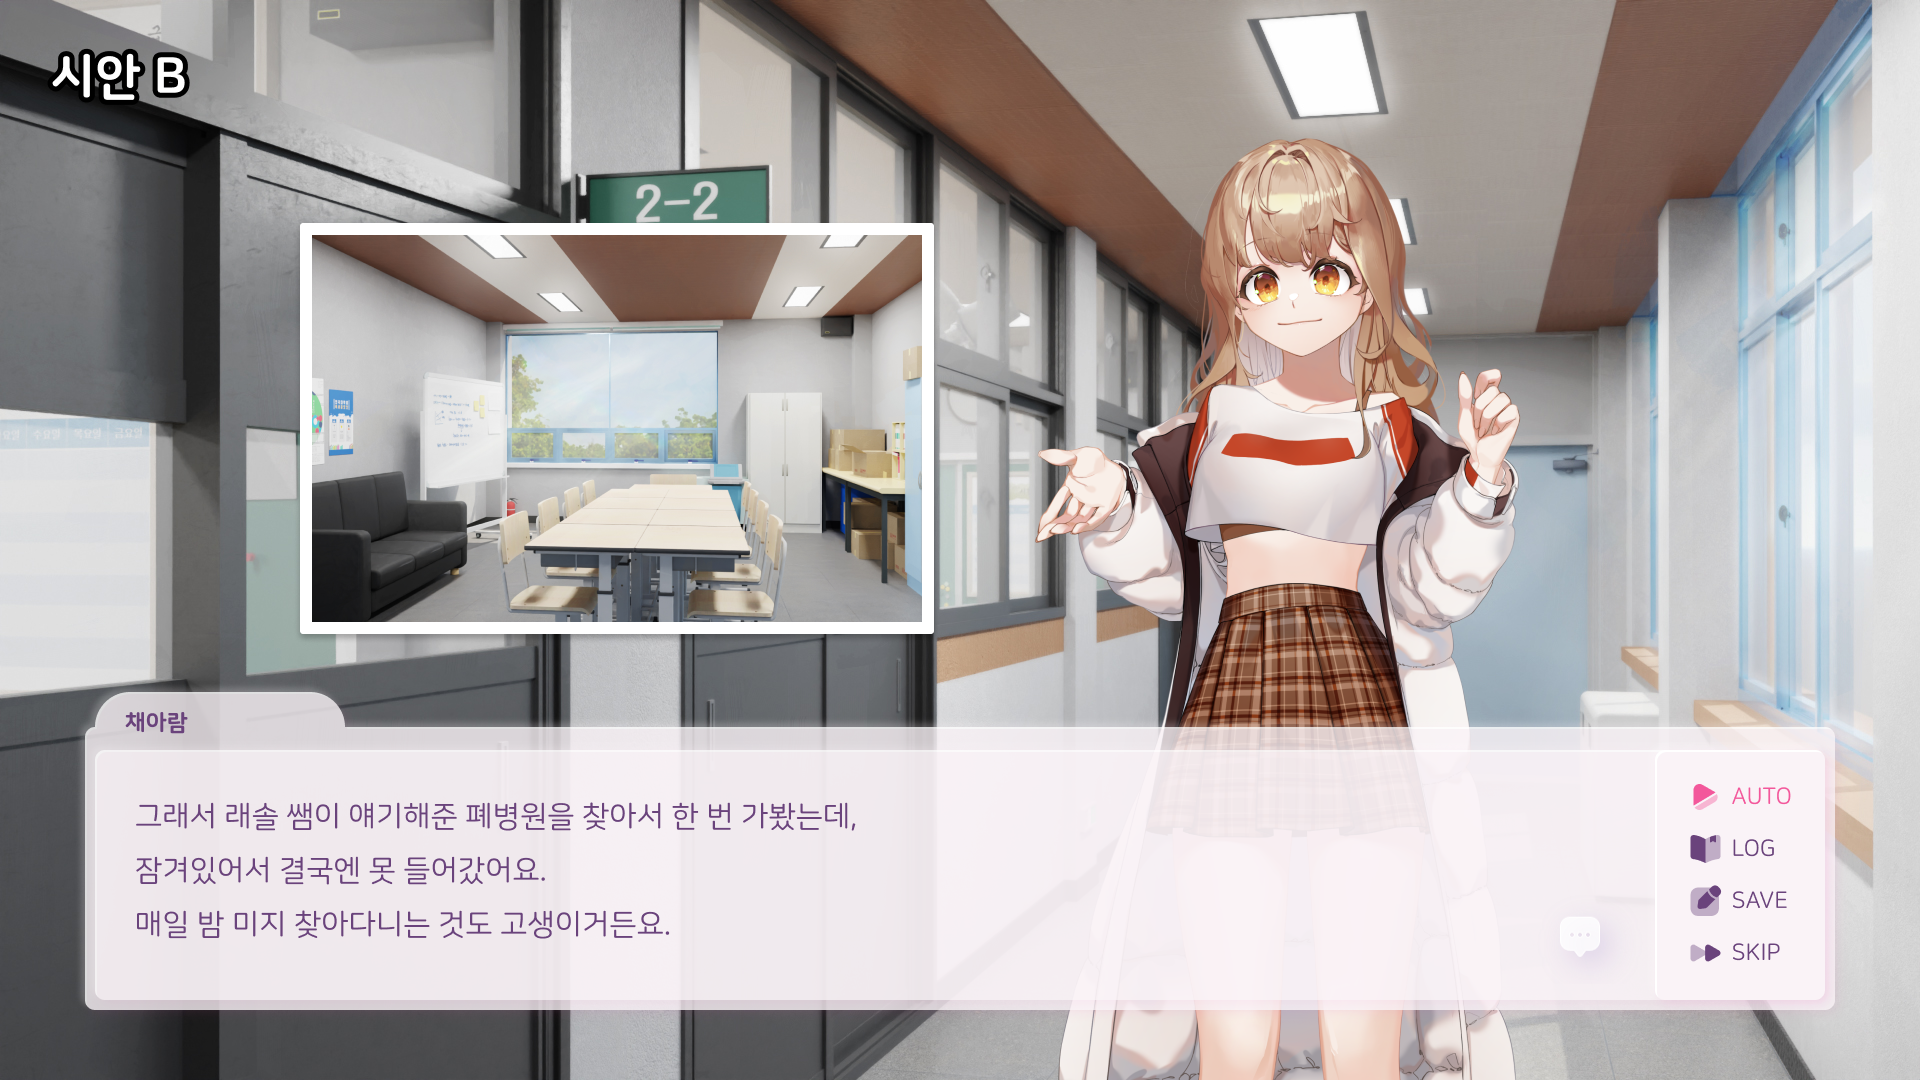 시안 B
2-2
채아람
그래서 래솔 쌤이 얘기해준 폐병원을 찾아서 한 번 가봤는데,
잠겨있어서 결국엔 못 들어갔어요.
매일 밤 미지 찾아다니는 것도 고생이거든요.
AUTO
LOG
SAVE
SKIP